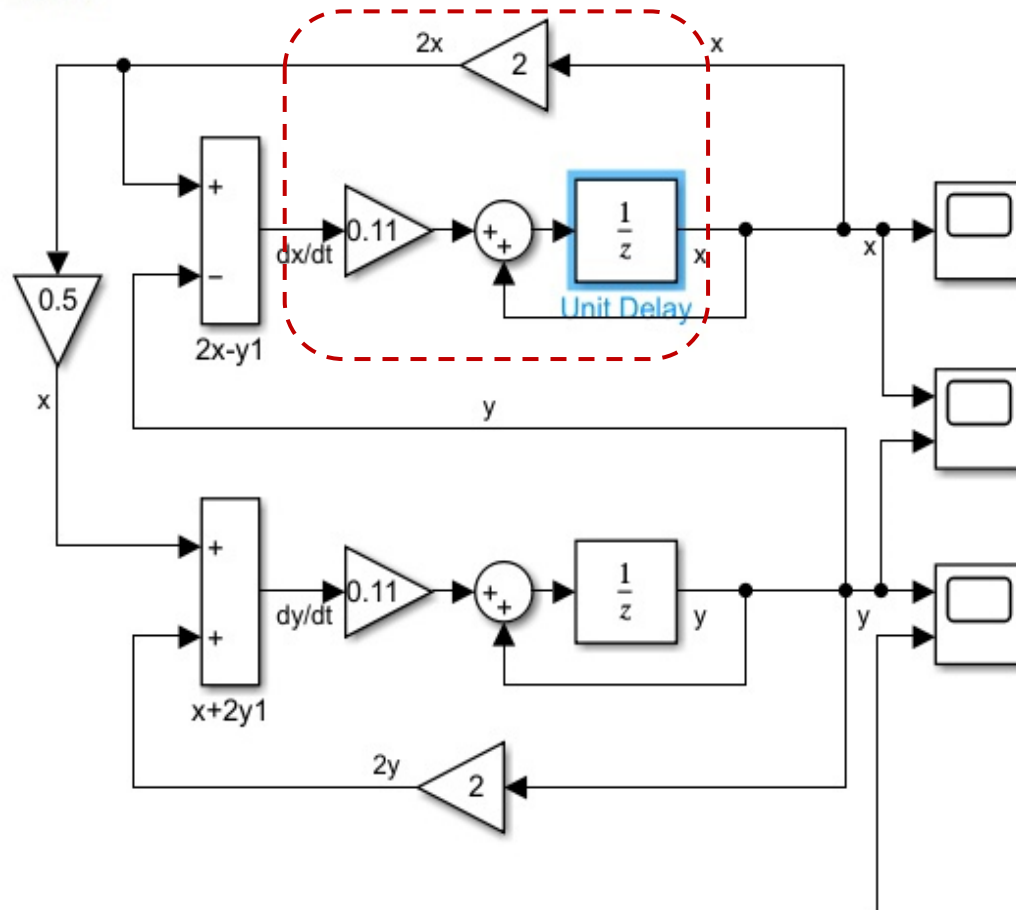 2x
2
x
+
0.11
+
+
1
z
dx/dt
x
x
−
Unit Delay
0.5
2x-y1
x
y
+
0.11
+
+
1
z
dy/dt
y
y
+
x+2y1
2y
2